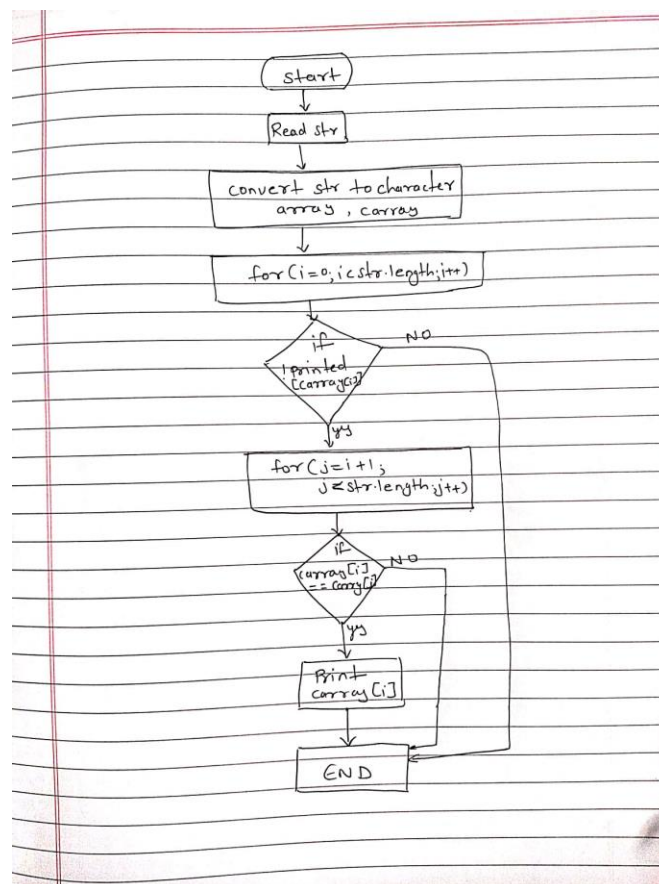 start
Read str
convert str to character
array, carray
for(i=0; i<str.length; i++)
if
!printed
[carray[i]]
NO
yes
for(j=i+1;
j<str.length; j++)
if
carray[i]
NO
yes
Print
carray[i]
END